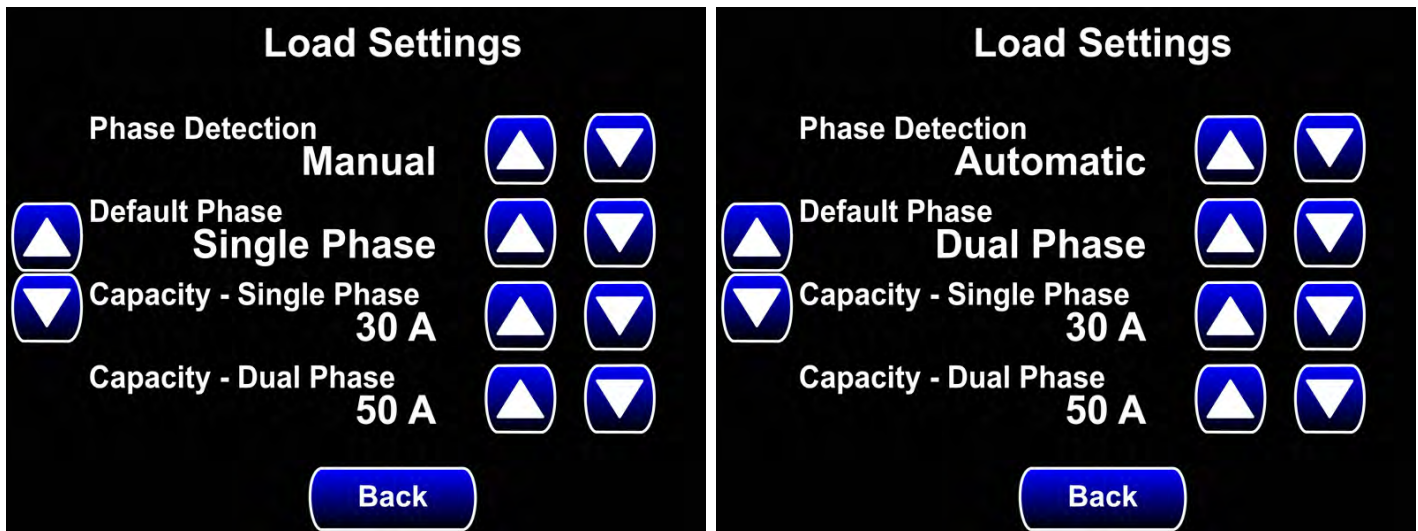 Load Settings
Phase Detection
Manual
Default Phase
Single Phase
Capacity - Single Phase
30 A
Capacity - Dual Phase
50 A
Back
Load Settings
Phase Detection
Automatic
Default Phase
Dual Phase
Capacity - Single Phase
30 A
Capacity - Dual Phase
50 A
Back